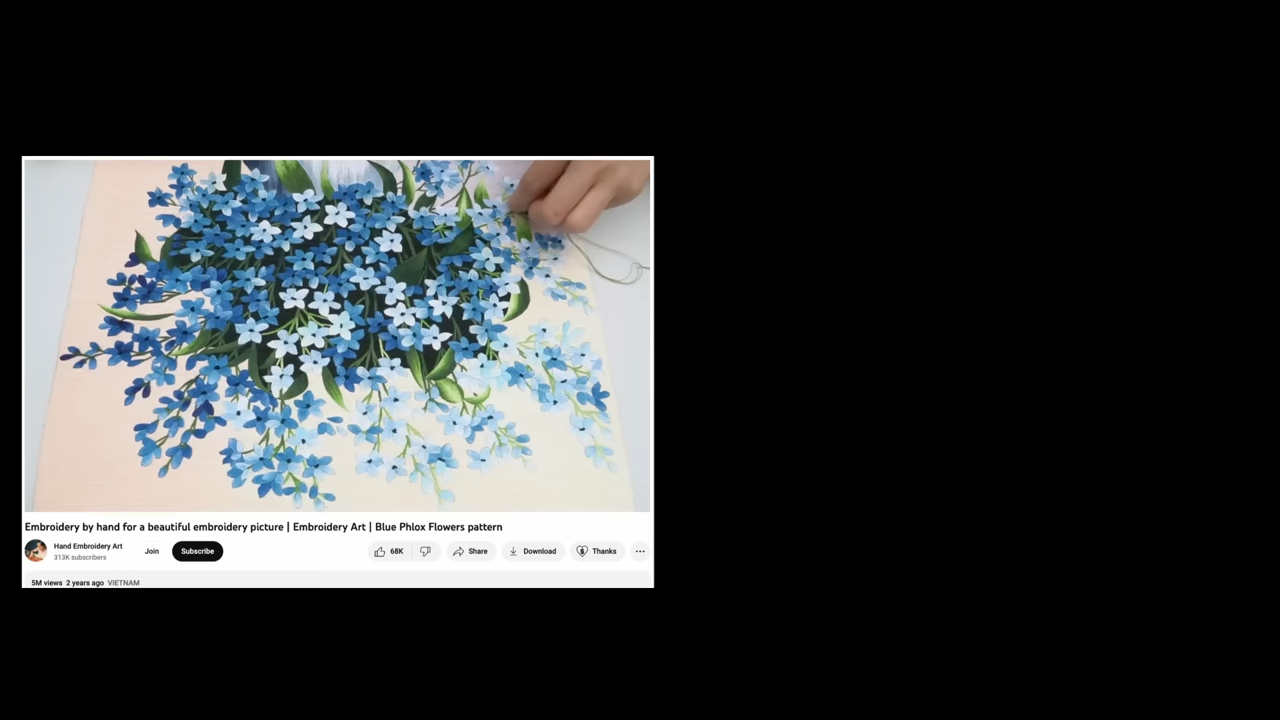 Embroidery by hand for a beautiful embroidery picture | Embroidery Art | Blue Phlox Flowers pattern
Hand Embroidery Art
313K subscribers
Join
Subscribe
68K
Share
Download
Thanks
5M views 2 years ago VIETNAM